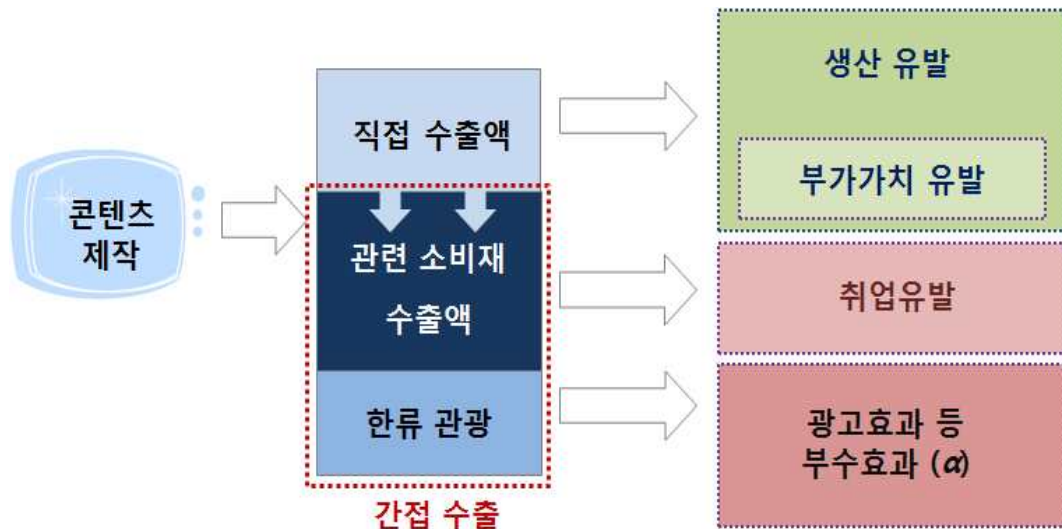 콘텐츠
제작
직접 수출액
관련 소비재
수출액
한류 관광
간접 수출
생산 유발
부가가치 유발
취업유발
광고효과 등
부수효과 (α)